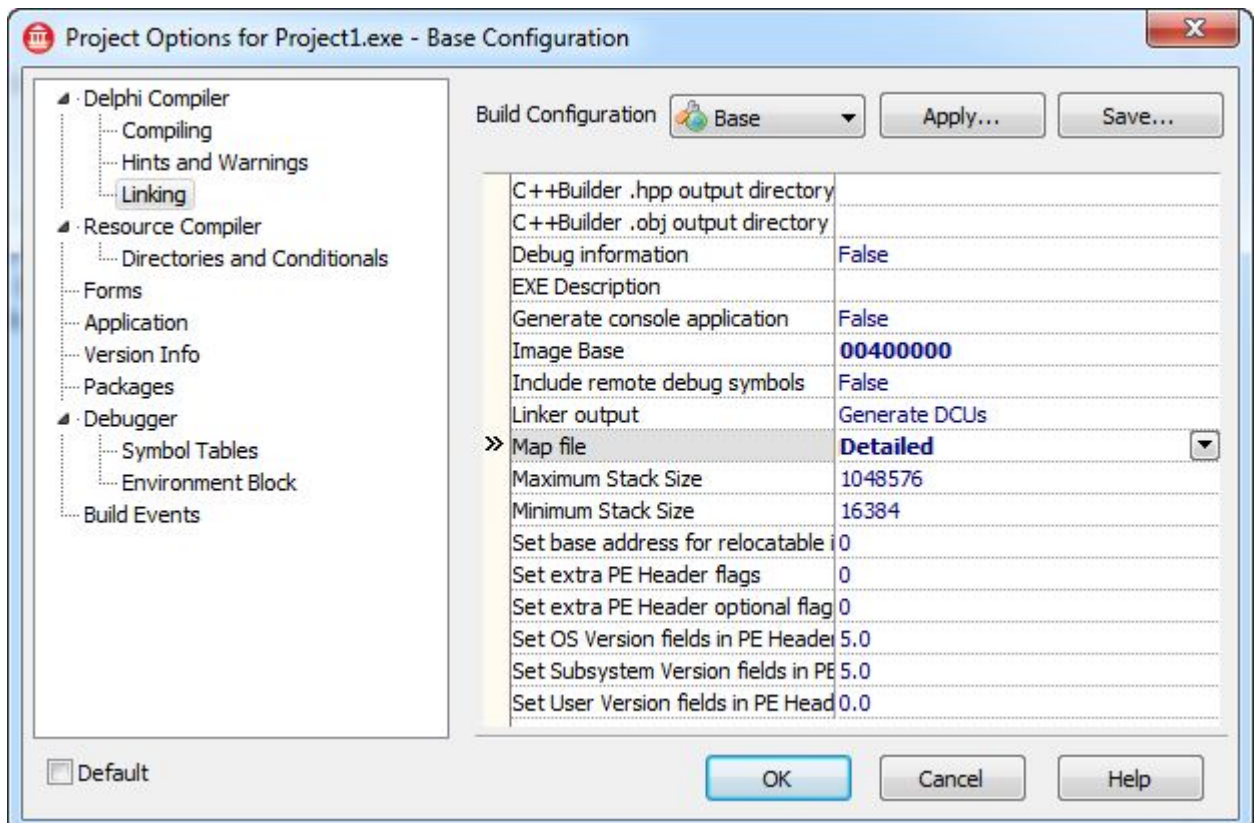 Project Options for Project1.exe - Base Configuration
Delphi Compiler
Compiling
Hints and Warnings
Linking
Resource Compiler
Directories and Conditionals
Forms
Application
Version Info
Packages
Debugger
Symbol Tables
Environment Block
Build Events
Build Configuration Base Apply... Save...
C++Builder .hpp output directory
C++Builder .obj output directory
Debug information False
EXE Description
Generate console application False
Image Base 00400000
Include remote debug symbols False
Linker output Generate DCUs
Map file Detailed
Maximum Stack Size 1048576
Minimum Stack Size 16384
Set base address for relocatable i 0
Set extra PE Header flags 0
Set extra PE Header optional flag 0
Set OS Version fields in PE Header 5.0
Set Subsystem Version fields in PE 5.0
Set User Version fields in PE Head 0.0
Default
OK Cancel Help